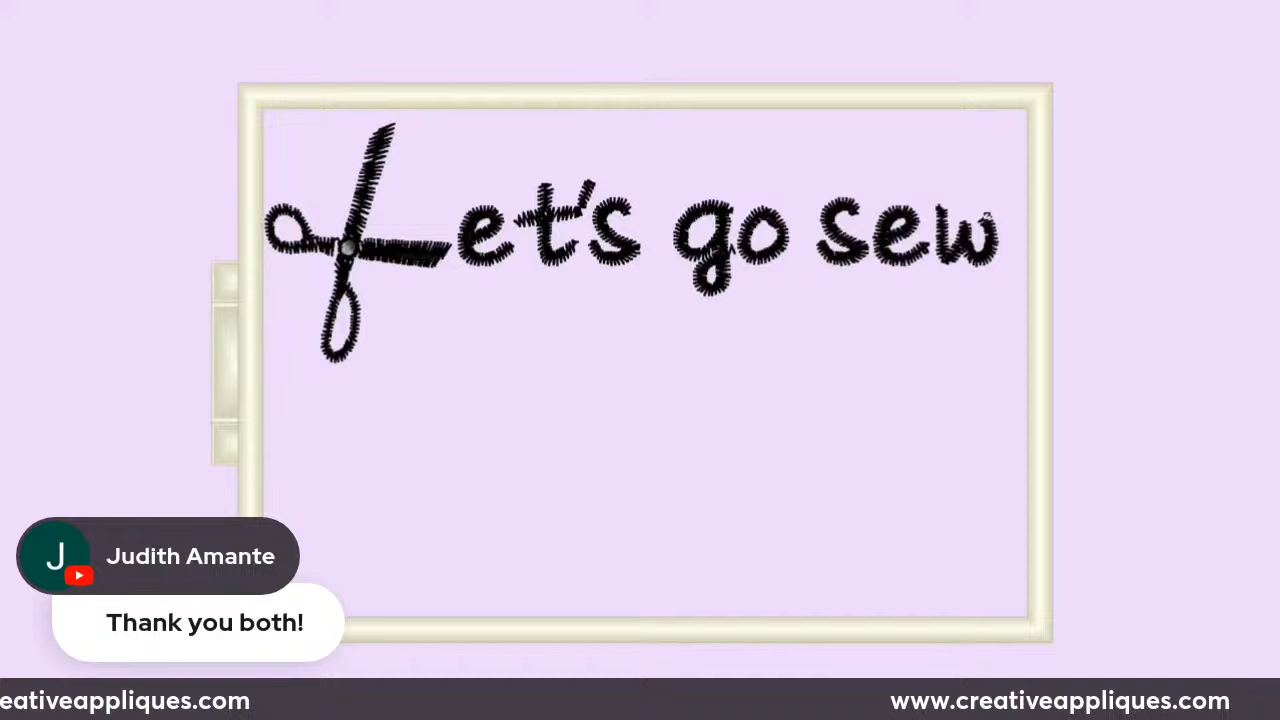 Let's go sew
J
Judith Amante
Thank you both!
eativeappliques.com
www.creativeappliques.com